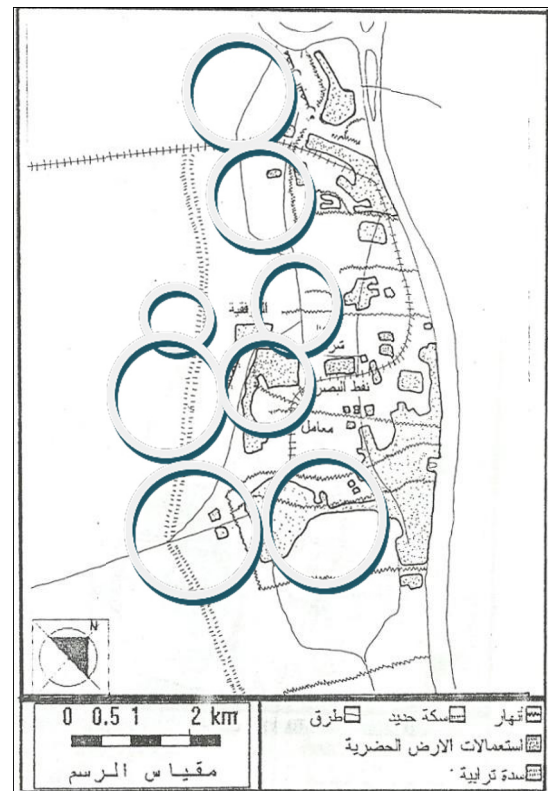 الموفقية
نفط البصرة
معامل
N
0 0.5 1 2 km
مقياس الرسم
أنهار سكة حديد طرق
استعمالات الارض الحضرية
سدة ترابية